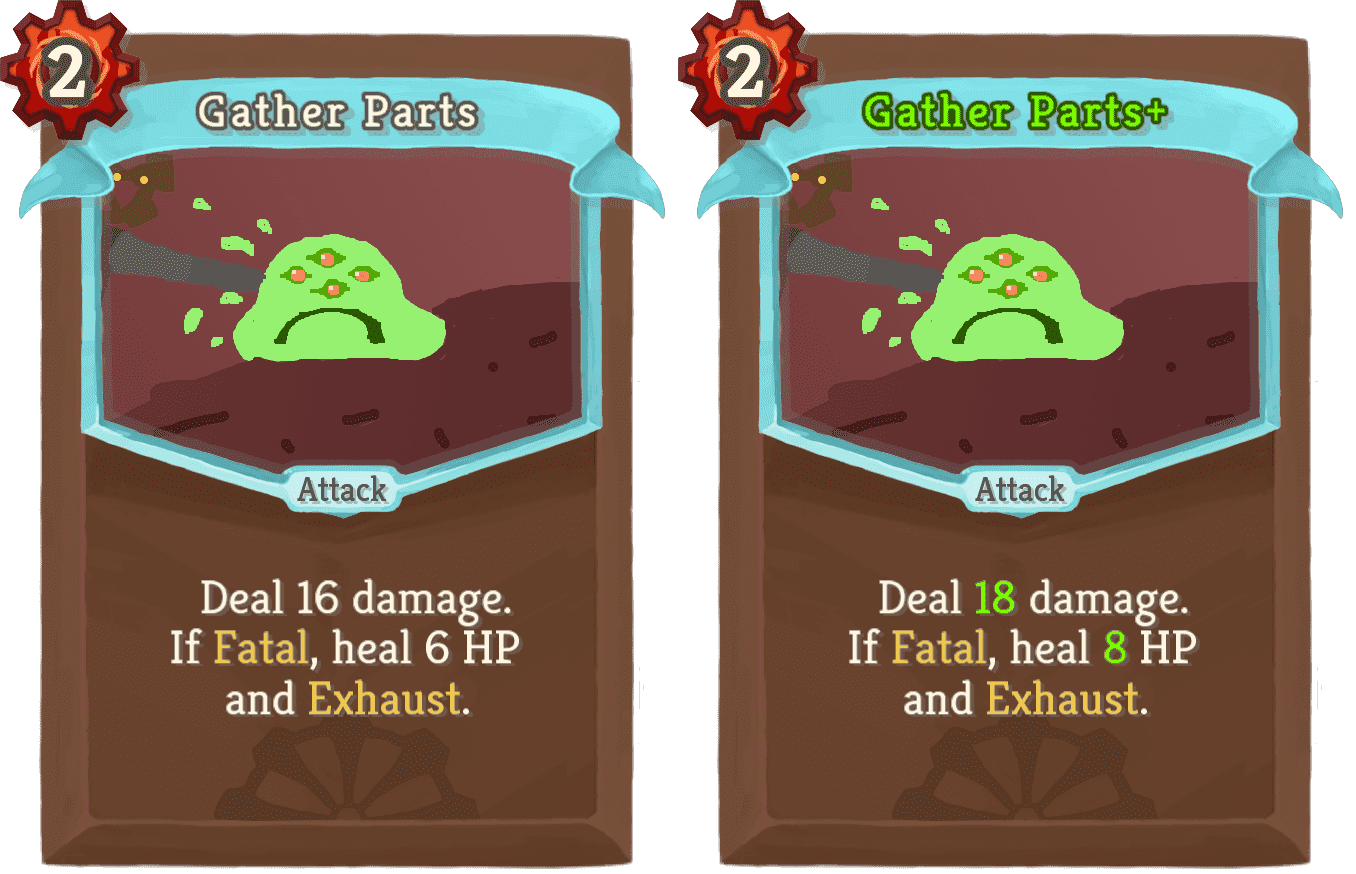 2
Gather Parts
Attack
Deal 16 damage.
If Fatal, heal 6 HP
and Exhaust.
2
Gather Parts+
Attack
Deal 18 damage.
If Fatal, heal 8 HP
and Exhaust.